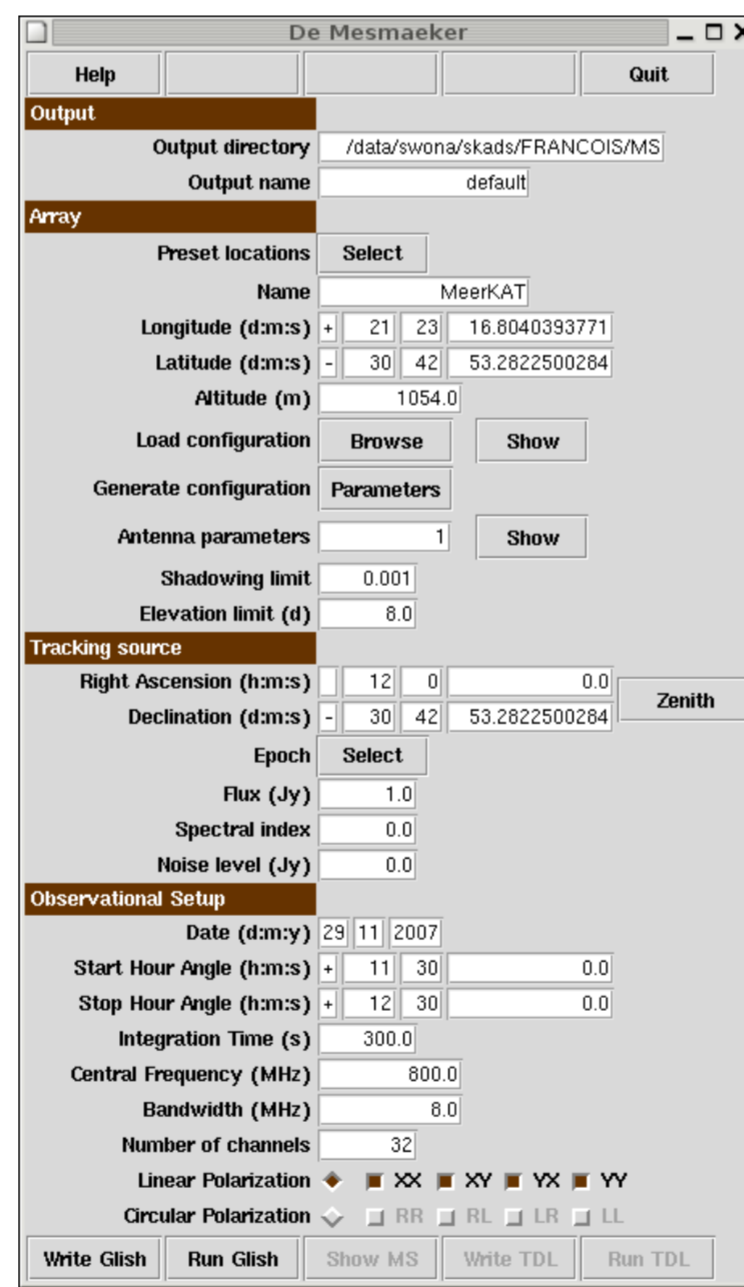 De Mesmaeker
Help Quit
Output
Output directory /data/swona/skads/FRANCOIS/MS
Output name default
Array
Preset locations Select
Name MeerKAT
Longitude (d:m:s) + 21 23 16.8040393771
Latitude (d:m:s) - 30 42 53.2822500284
Altitude (m) 1054.0
Load configuration Browse Show
Generate configuration Parameters
Antenna parameters 1 Show
Shadowing limit 0.001
Elevation limit (d) 8.0
Tracking source
Right Ascension (h:m:s) 12 0 0.0
Zenith
Declination (d:m:s) - 30 42 53.2822500284
Epoch Select
Flux (Jy) 1.0
Spectral index 0.0
Noise level (Jy) 0.0
Observational Setup
Date (d:m:y) 29 11 2007
Start Hour Angle (h:m:s) + 11 30 0.0
Stop Hour Angle (h:m:s) + 12 30 0.0
Integration Time (s) 300.0
Central Frequency (MHz) 800.0
Bandwidth (MHz) 8.0
Number of channels 32
Linear Polarization XX XY YX YY
Circular Polarization RR RL LR LL
Write Glish Run Glish Show MS Write TDL Run TDL